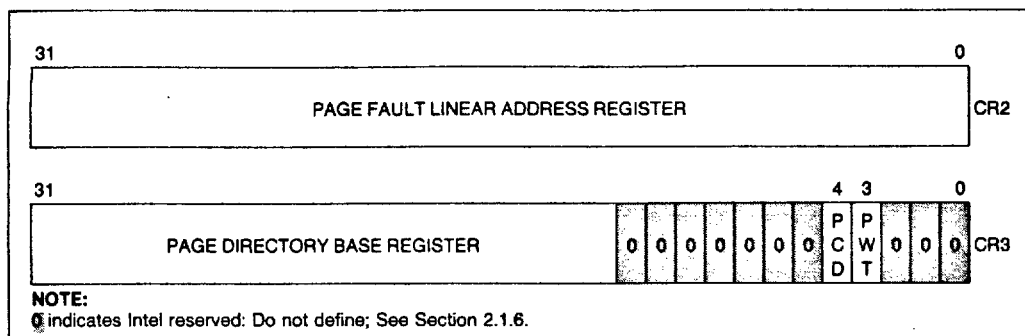 31 0
PAGE FAULT LINEAR ADDRESS REGISTER CR2
31 4 3 0
PAGE DIRECTORY BASE REGISTER 0 0 0 0 0 0 0 PCD PWT 0 0 0 CR3
NOTE:
0 indicates Intel reserved: Do not define; See Section 2.1.6.